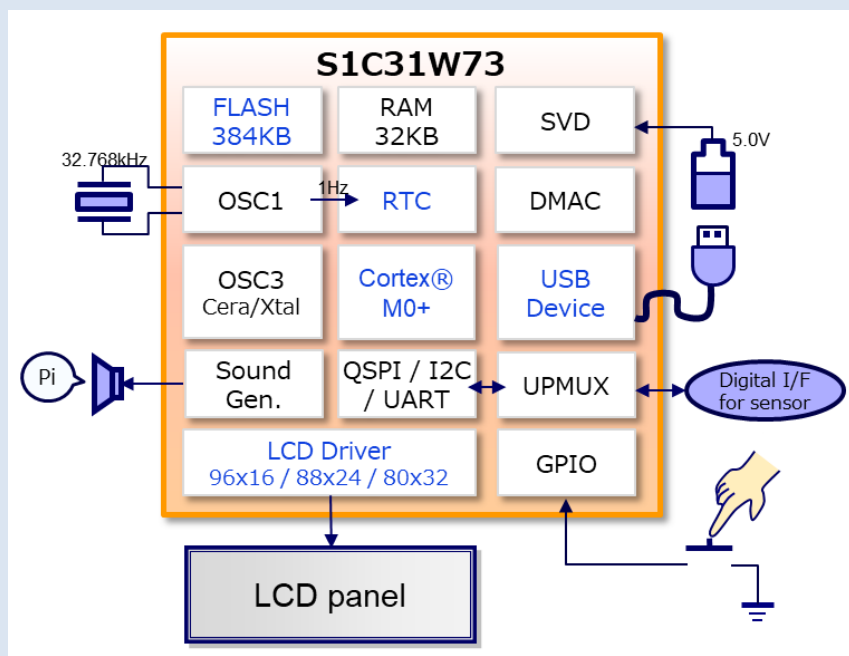 S1C31W73
FLASH
384KB
RAM
32KB
SVD
5.0V
32.768kHz
OSC1
1Hz
RTC
DMAC
OSC3
Cera/Xtal
Cortex®
M0+
USB
Device
Pi
Sound
Gen.
QSPI / I2C
/ UART
UPMUX
Digital I/F
for sensor
LCD Driver
96x16 / 88x24 / 80x32
GPIO
LCD panel